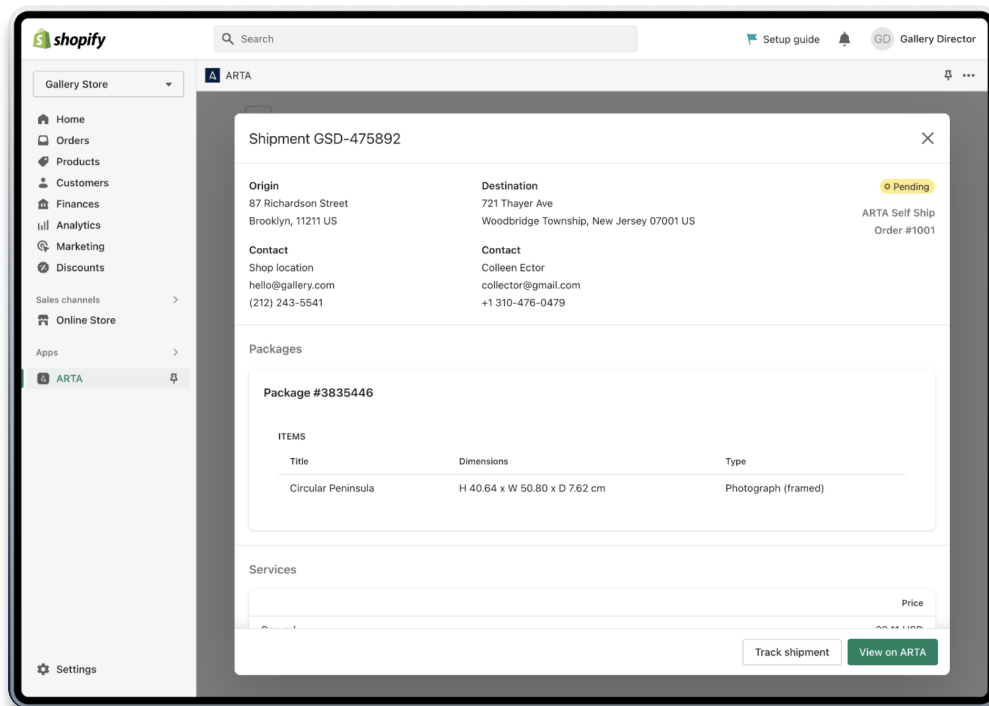 shopify
Search
Setup guide
GD
Gallery Director
Gallery Store
ARTA
Home
Orders
Products
Customers
Finances
Analytics
Marketing
Discounts
Sales channels
Online Store
Apps
ARTA
Settings
Shipment GSD-475892
Origin
87 Richardson Street
Brooklyn, 11211 US
Contact
Shop location
hello@gallery.com
(212) 243-5541
Destination
721 Thayer Ave
Woodbridge Township, New Jersey 07001 US
Contact
Colleen Ector
collector@gmail.com
+1 310-476-0479
Pending
ARTA Self Ship
Order #1001
Packages
Package #3835446
ITEMS
Title Dimensions Type
Circular Peninsula H 40.64 x W 50.80 x D 7.62 cm Photograph (framed)
Services
Price
Track shipment
View on ARTA